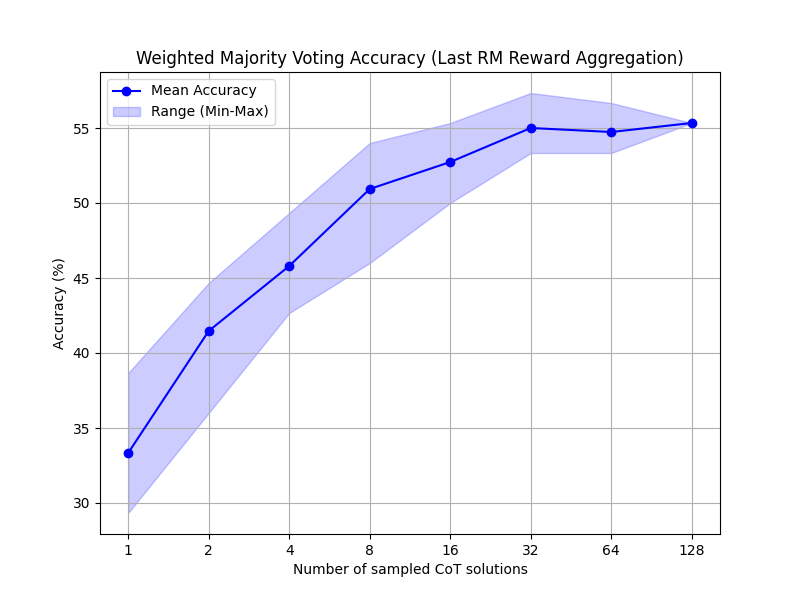 Weighted Majority Voting Accuracy (Last RM Reward Aggregation)
Mean Accuracy
Range (Min-Max)
Accuracy (%)
55
50
45
40
35
30
1 2 4 8 16 32 64 128
Number of sampled CoT solutions